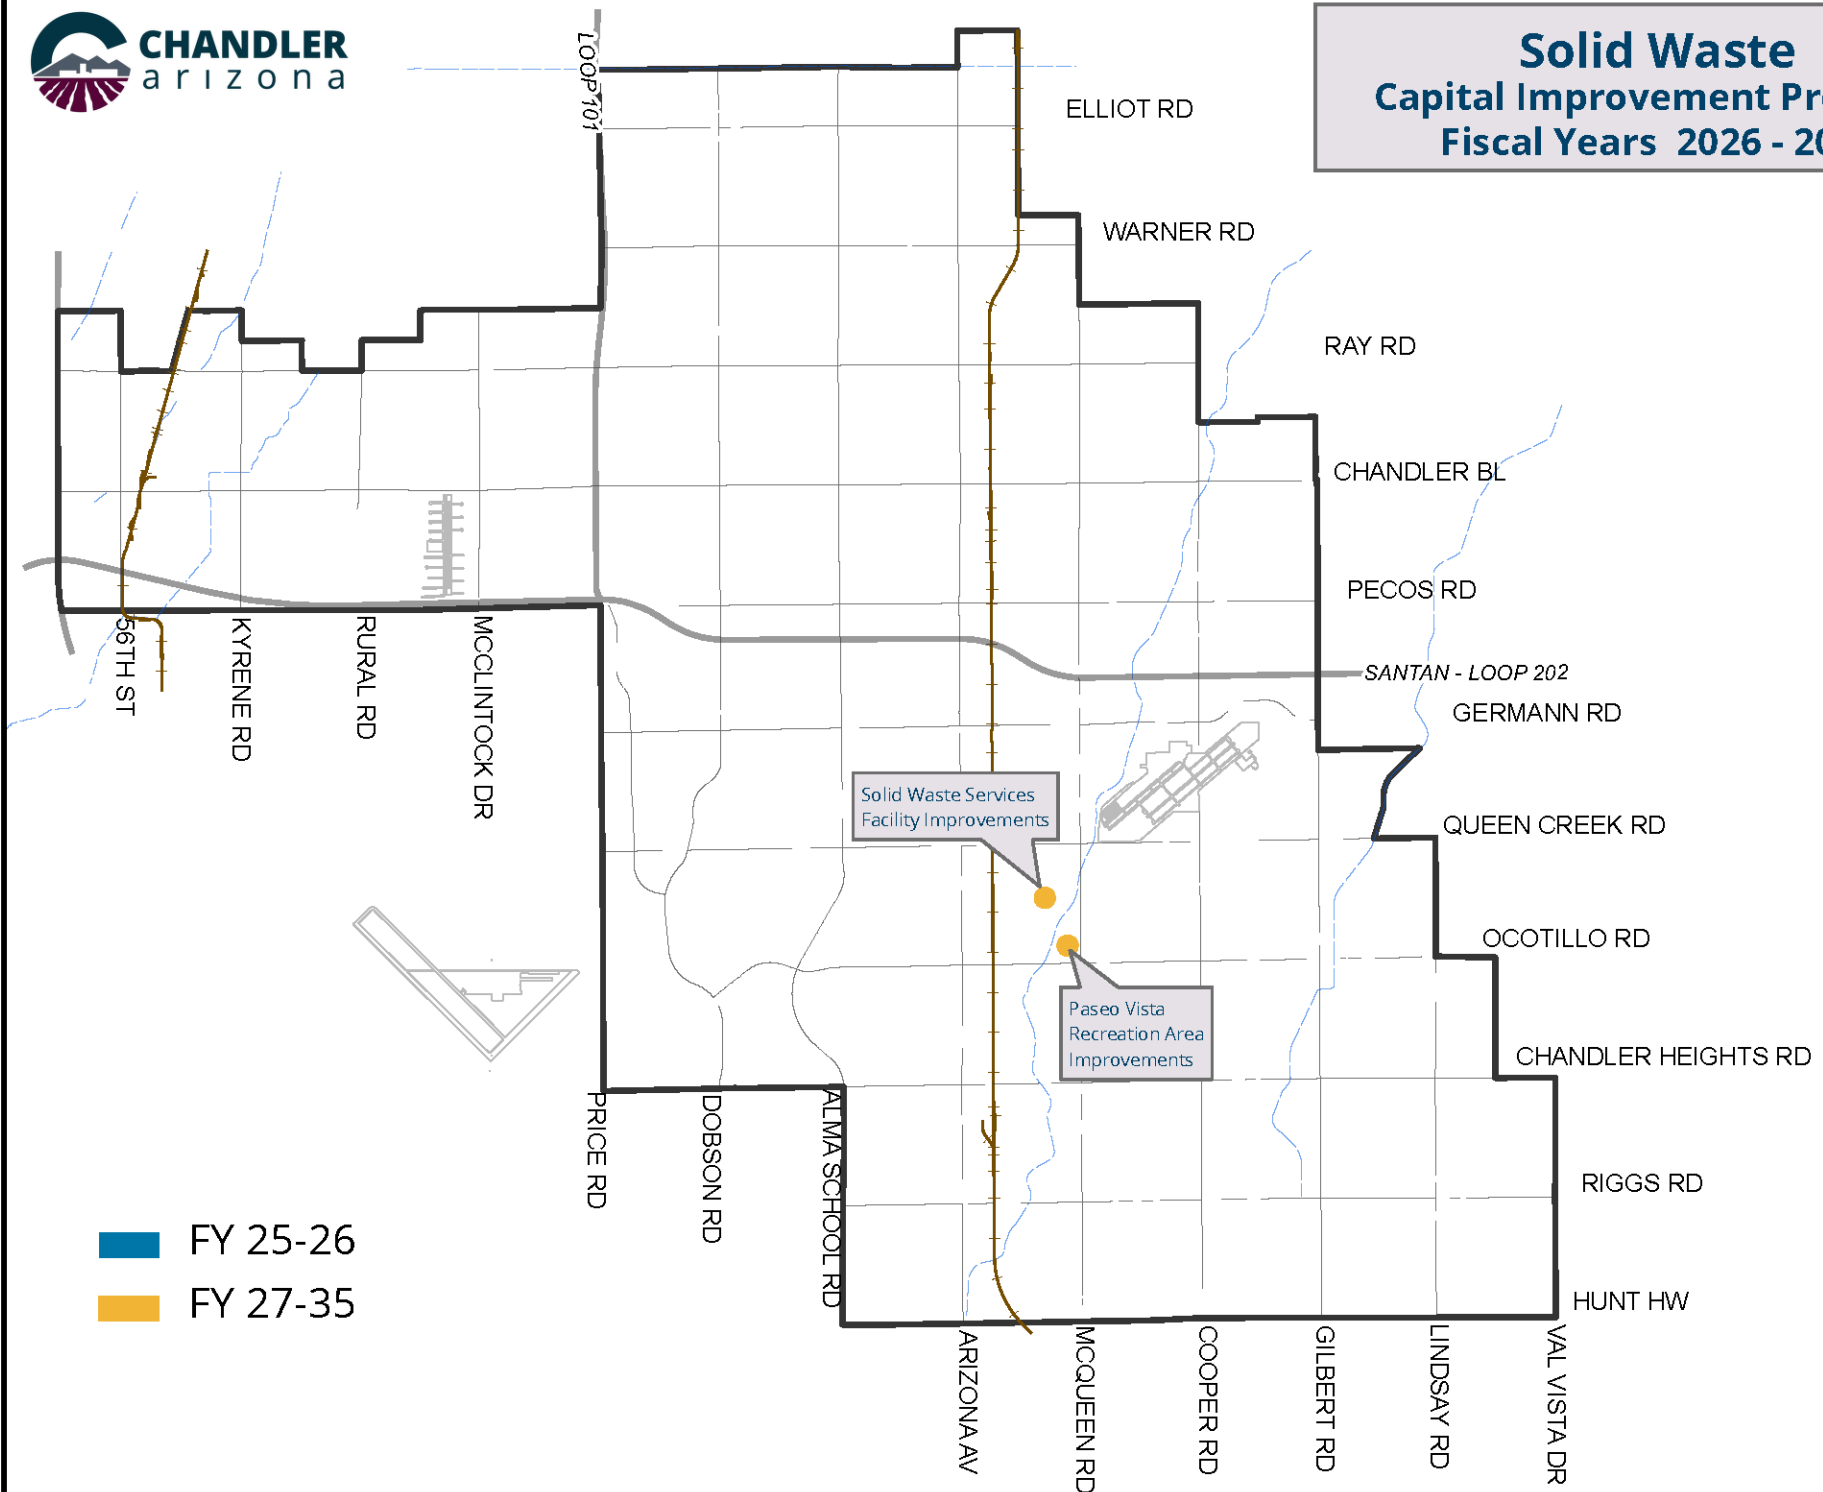 CHANDLER
arizona
Solid Waste
Capital Improvement
Fiscal Years 2026 -
LOOP 101
ELLIOT RD
WARNER RD
RAY RD
CHANDLER BL
PECOS RD
SANTAN - LOOP 202
GERMANN RD
QUEEN CREEK RD
OCOTILLO RD
CHANDLER HEIGHTS RD
RIGGS RD
HUNT HW
56TH ST
KYRENE RD
RURAL RD
MCCLINTOCK DR
Solid Waste Services
Facility Improvements
Paseo Vista
Recreation Area
Improvements
PRICE RD
DOBSON RD
ALMA SCHOOL RD
ARIZONA AV
MCQUEEN RD
COOPER RD
GILBERT RD
LINDSAY RD
VAL VISTA DR
FY 25-26
FY 27-35